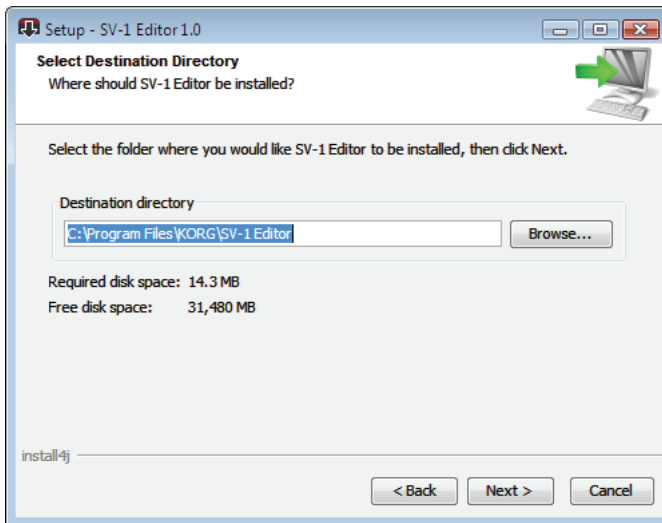 Setup - SV-1 Editor 1.0
Select Destination Directory
Where should SV-1 Editor be installed?
Select the folder where you would like SV-1 Editor to be installed, then click Next.
Destination directory
C:\Program Files\KORG\SV-1 Editor
Browse...
Required disk space: 14.3 MB
Free disk space: 31,480 MB
install4j
< Back Next > Cancel